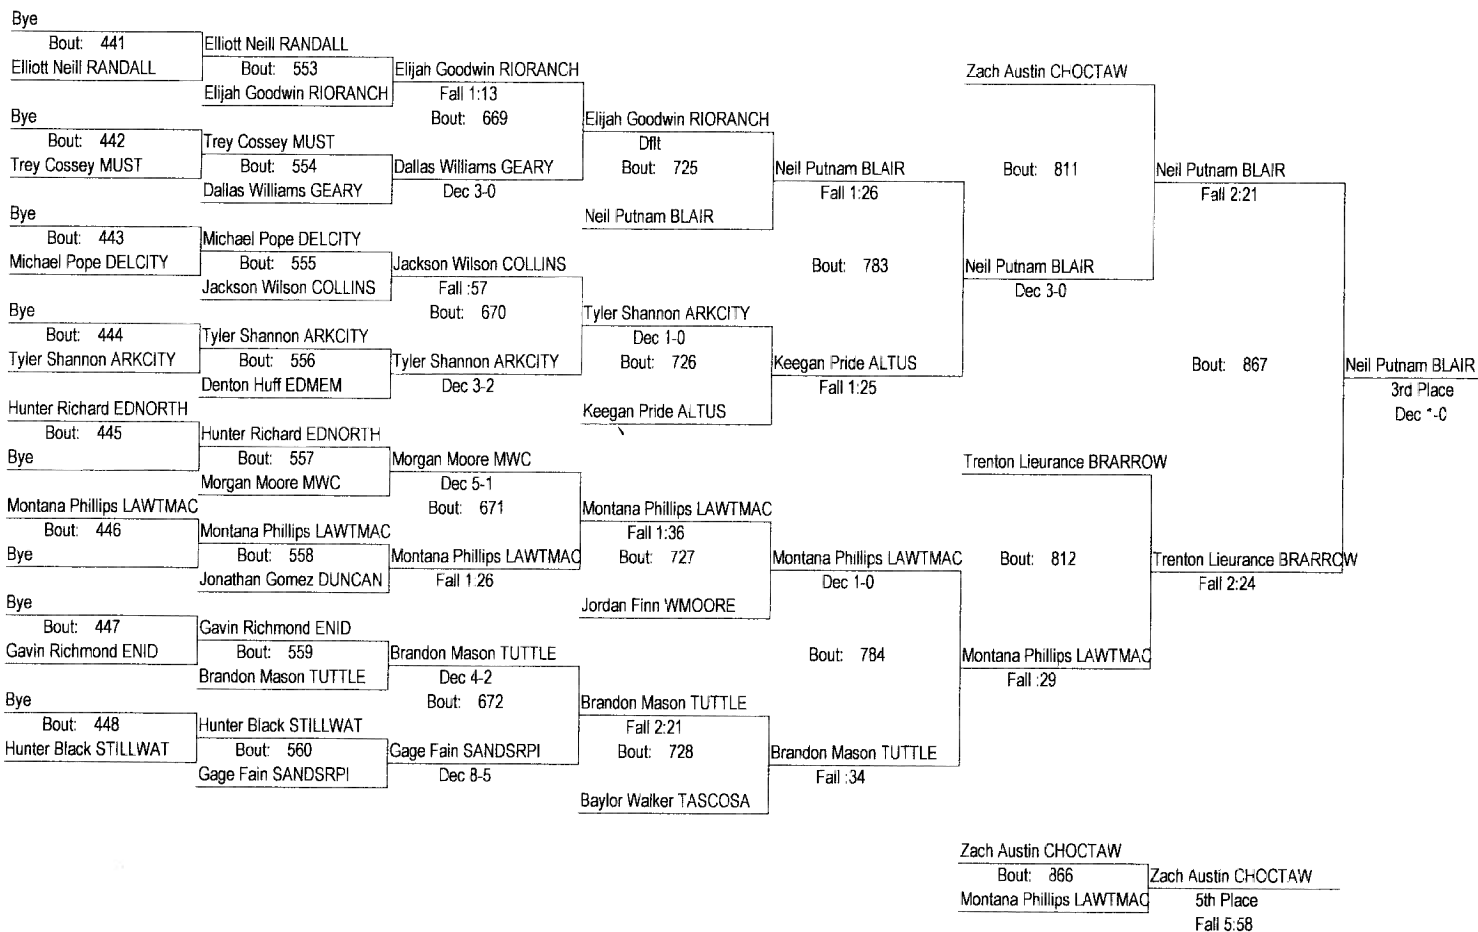 Bye
Bout: 441
Elliott Neill RANDALL
Bye
Bout: 442
Trey Cossey MUST
Bye
Bout: 443
Michael Pope DELCITY
Bye
Bout: 444
Tyler Shannon ARKCITY
Hunter Richard EDNORTH
Bout: 445
Bye
Montana Phillips LAWTMAC
Bout: 446
Bye
Bye
Bout: 447
Gavin Richmond ENID
Bye
Bout: 448
Hunter Black STILLWAT
Elliott Neill RANDALL
Bout: 553
Elijah Goodwin RIORANCH
Trey Cossey MUST
Bout: 554
Dallas Williams GEARY
Michael Pope DELCITY
Bout: 555
Jackson Wilson COLLINS
Tyler Shannon ARKCITY
Bout: 556
Denton Huff EDMEM
Hunter Richard EDNORTH
Bout: 557
Morgan Moore MWC
Montana Phillips LAWTMAC
Bout: 558
Jonathan Gomez DUNCAN
Gavin Richmond ENID
Bout: 559
Brandon Mason TUTTLE
Hunter Black STILLWAT
Bout: 560
Gage Fain SANDSRPI
Elijah Goodwin RIORANCH
Fall 1:13
Bout: 669
Dallas Williams GEARY
Dec 3-0
Jackson Wilson COLLINS
Fall :57
Bout: 670
Tyler Shannon ARKCITY
Dec 3-2
Morgan Moore MWC
Dec 5-1
Bout: 671
Montana Phillips LAWTMAC
Fall 1:26
Brandon Mason TUTTLE
Dec 4-2
Bout: 672
Gage Fain SANDSRPI
Dec 8-5
Elijah Goodwin RIORANCH
Dflt
Bout: 725
Neil Putnam BLAIR
Tyler Shannon ARKCITY
Dec 1-0
Bout: 726
Keegan Pride ALTUS
Montana Phillips LAWTMAC
Fall 1:36
Bout: 727
Jordan Finn WMOORE
Brandon Mason TUTTLE
Fall 2:21
Bout: 728
Baylor Walker TASCOSA
Neil Putnam BLAIR
Fall 1:26
Bout: 783
Keegan Pride ALTUS
Fall 1:25
Montana Phillips LAWTMAC
Dec 1-0
Bout: 784
Brandon Mason TUTTLE
Fall :34
Zach Austin CHOCTAW
Bout: 811
Neil Putnam BLAIR
Dec 3-0
Trenton Lieurance BRARROW
Bout: 812
Montana Phillips LAWTMAC
Fall :29
Neil Putnam BLAIR
Fall 2:21
Bout: 867
Trenton Lieurance BRARROW
Fall 2:24
Neil Putnam BLAIR
3rd Place
Dec
Zach Austin CHOCTAW
Bout: 866
Montana Phillips LAWTMAC
Zach Austin CHOCTAW
5th Place
Fall 5:58